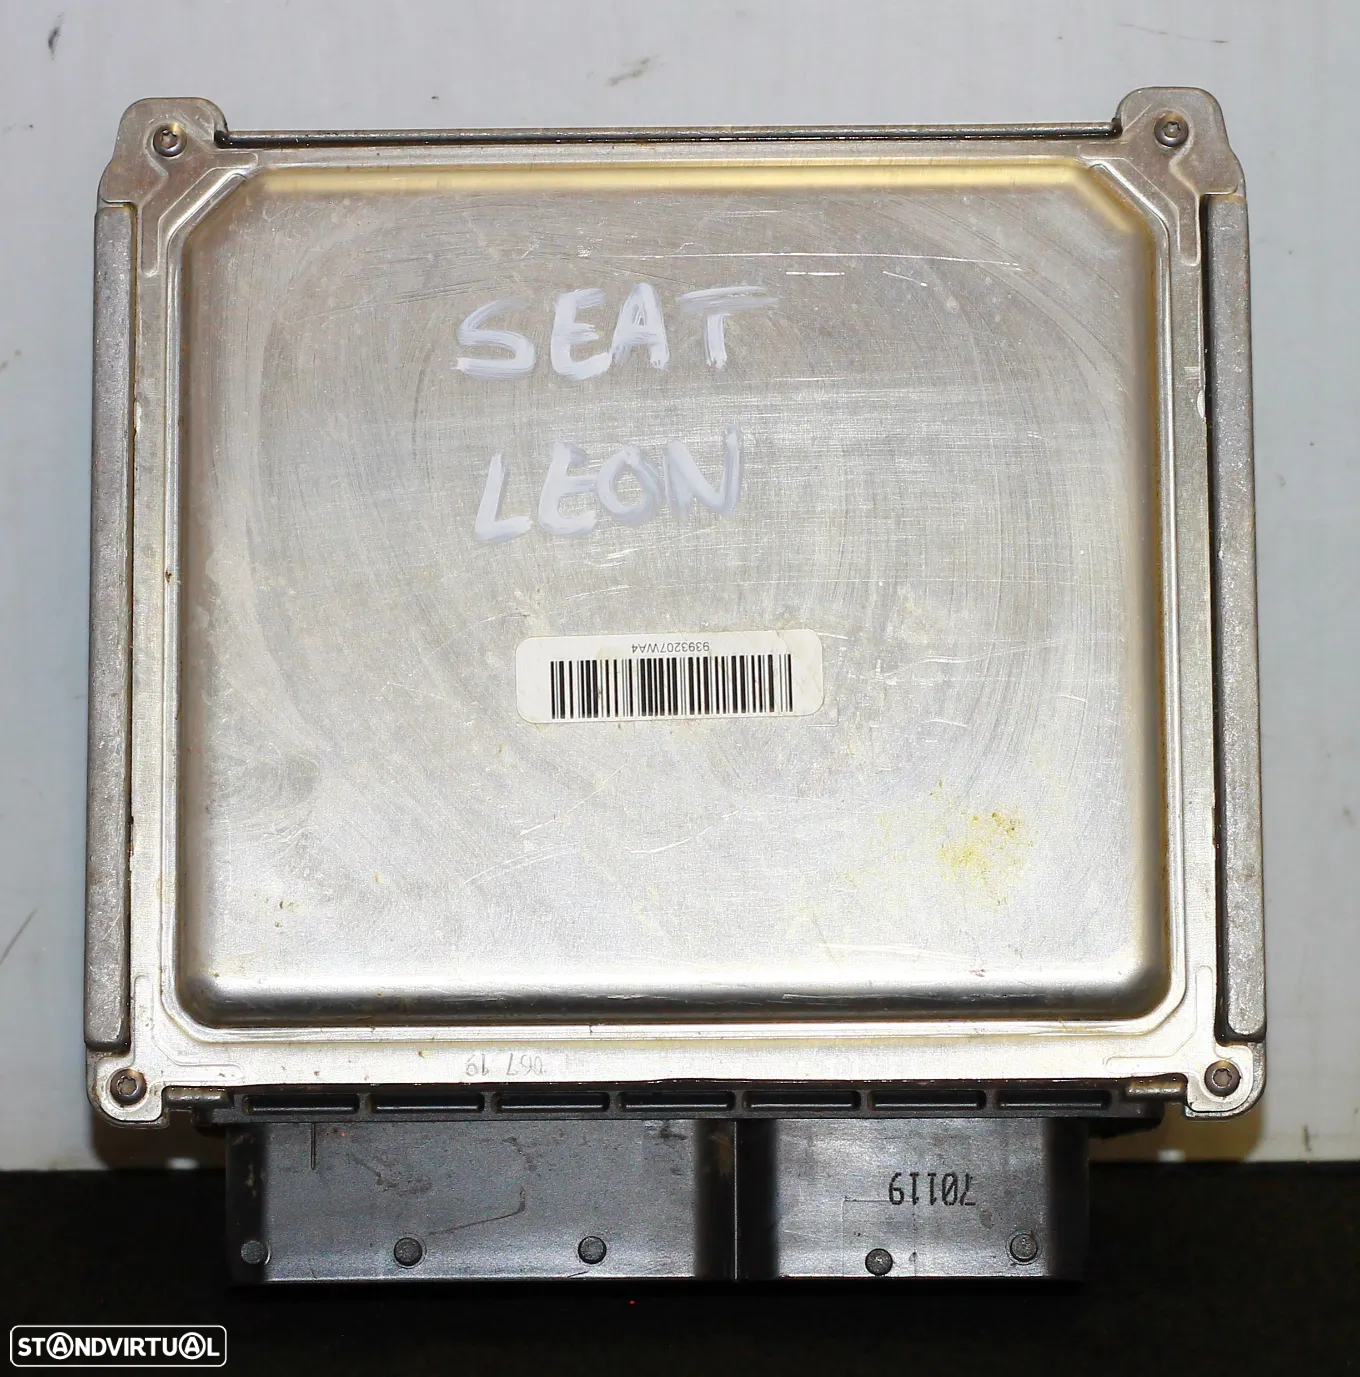 SEAT
LEON
9393207WA4
067 19
70119
STANDVIRTUAL